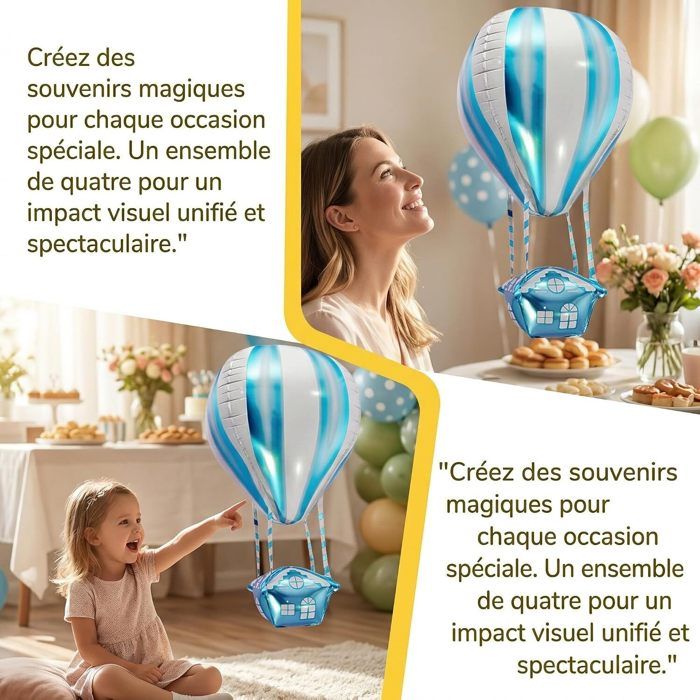 Créez des
souvenirs magiques
pour chaque occasion
spéciale. Un ensemble
de quatre pour un
impact visuel unifié et
spectaculaire."
"Créez des souvenirs
magiques pour
chaque occasion
spéciale. Un ensemble
de quatre pour un
impact visuel unifié et
spectaculaire."